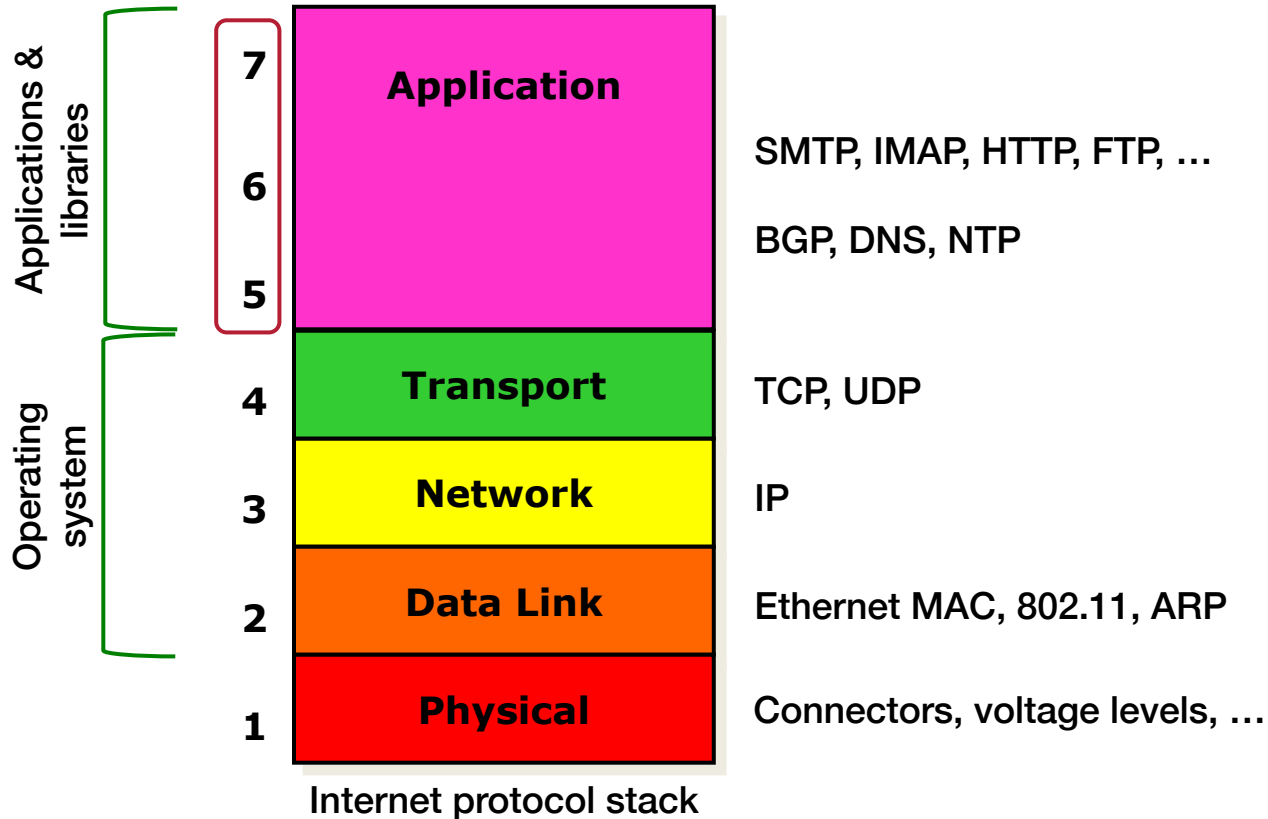 Applications &
libraries
7
Application
SMTP, IMAP, HTTP, FTP, …
6
BGP, DNS, NTP
5
Operating
system
4
Transport
TCP, UDP
3
Network
IP
2
Data Link
Ethernet MAC, 802.11, ARP
1
Physical
Connectors, voltage levels, …
Internet protocol stack